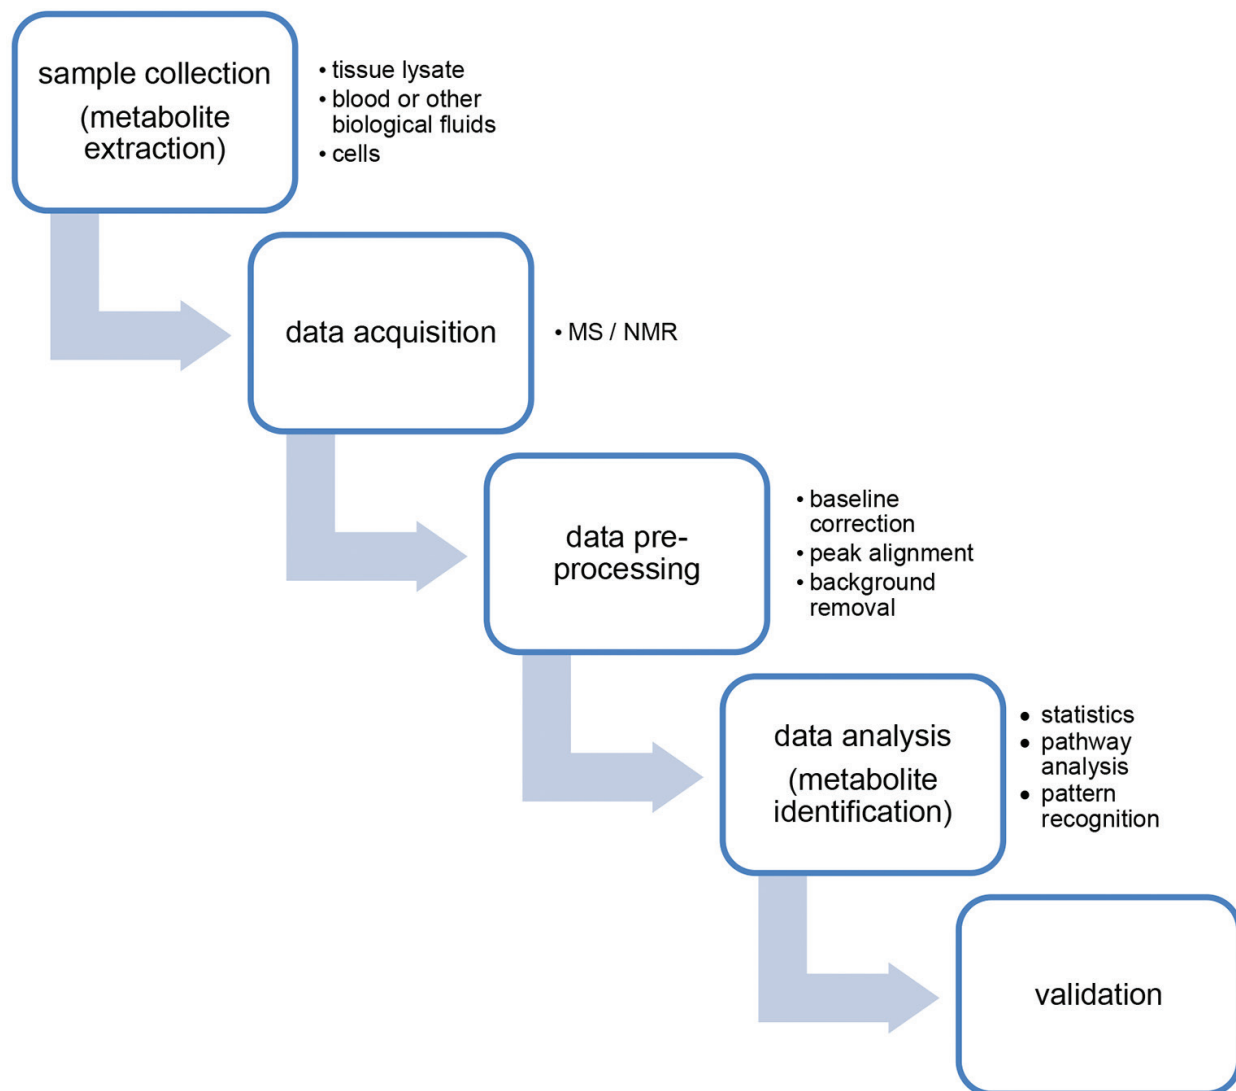 sample collection
(metabolite
extraction)
• tissue lysate
• blood or other
biological fluids
• cells
data acquisition
• MS / NMR
data pre-
processing
• baseline
correction
• peak alignment
• background
removal
data analysis
(metabolite
identification)
• statistics
• pathway
analysis
• pattern
recognition
validation